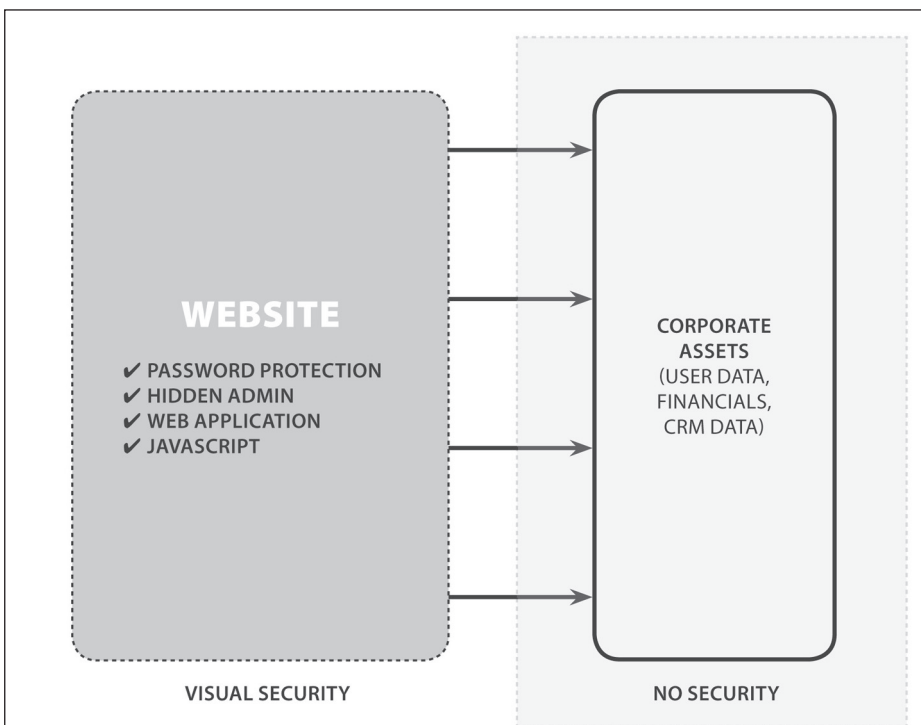 WEBSITE
✔ PASSWORD PROTECTION
✔ HIDDEN ADMIN
✔ WEB APPLICATION
✔ JAVASCRIPT
VISUAL SECURITY
CORPORATE
ASSETS
(USER DATA,
FINANCIALS,
CRM DATA)
NO SECURITY